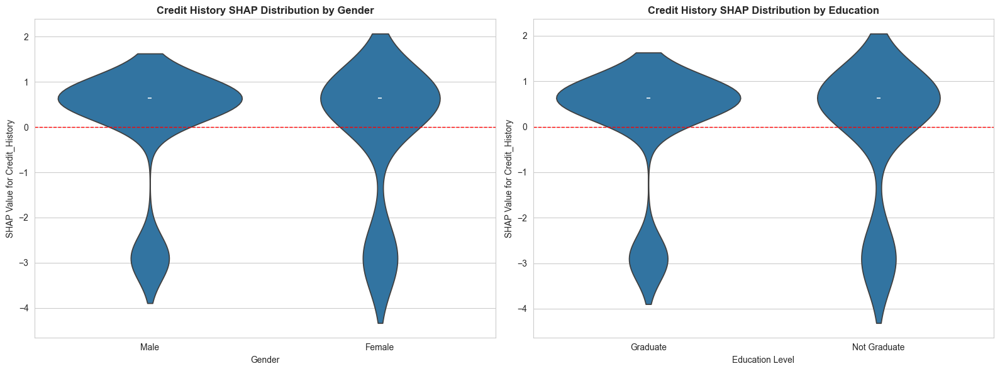 Credit History SHAP Distribution by Gender
SHAP Value for Credit_History
2
1
0
−1
−2
−3
−4
Male
Female
Gender
Credit History SHAP Distribution by Education
SHAP Value for Credit_History
2
1
0
−1
−2
−3
−4
Graduate
Not Graduate
Education Level